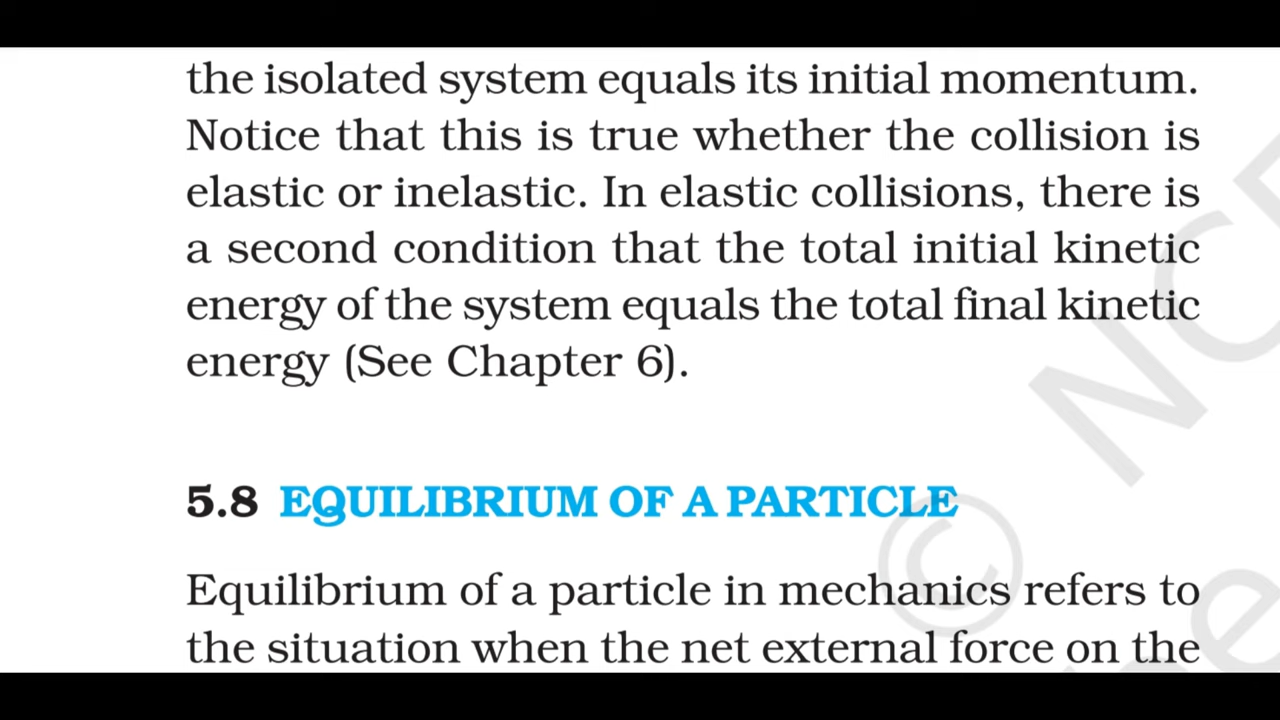 the isolated system equals its initial momentum.
Notice that this is true whether the collision is
elastic or inelastic. In elastic collisions, there is
a second condition that the total initial kinetic
energy of the system equals the total final kinetic
energy (See Chapter 6).
5.8 EQUILIBRIUM OF A PARTICLE
Equilibrium of a particle in mechanics refers to
the situation when the net external force on the